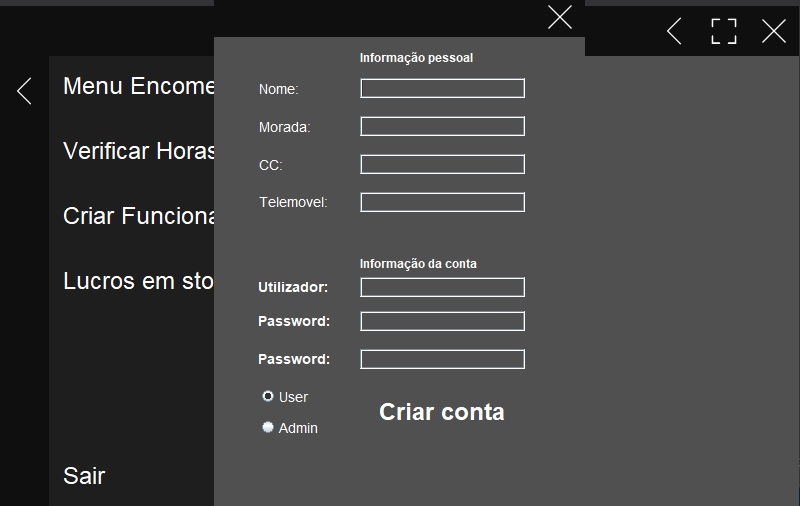 Menu Encome
Verificar Horas
Criar Funciona
Lucros em sto
Sair
Informação pessoal
Nome:
Morada:
CC:
Telemovel:
Informação da conta
Utilizador:
Password:
Password:
User
Admin
Criar conta